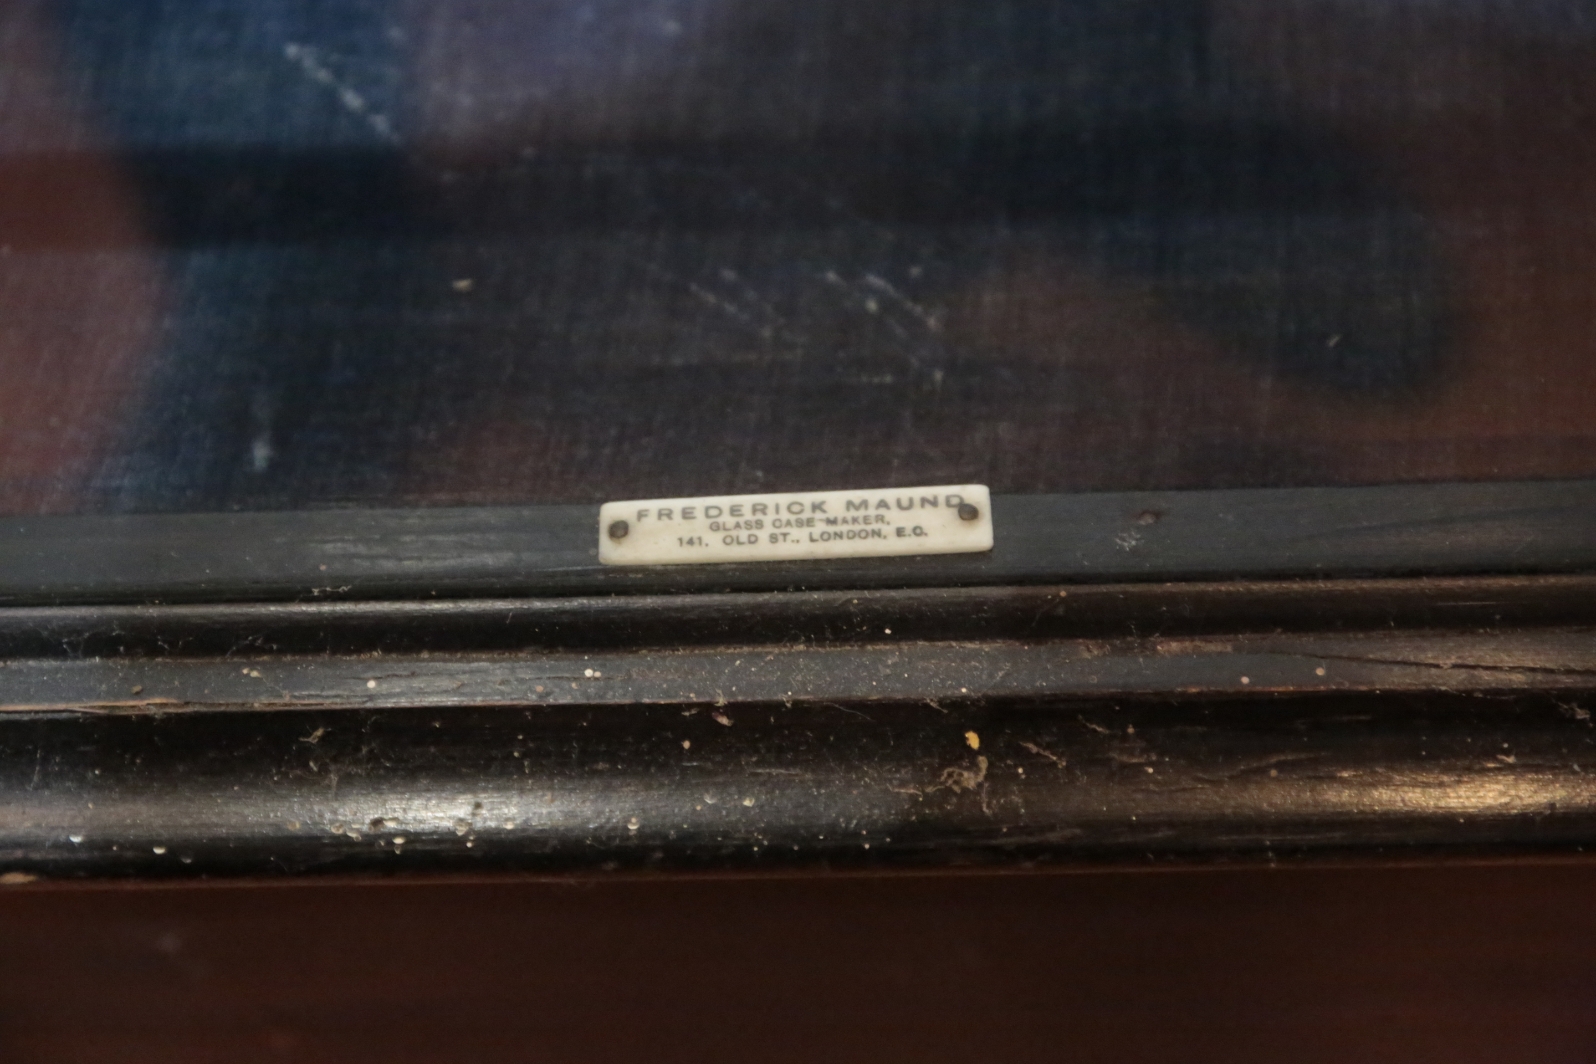 FREDERICK MAUND
GLASS CASE-MAKER,
141, OLD ST., LONDON, E.C.